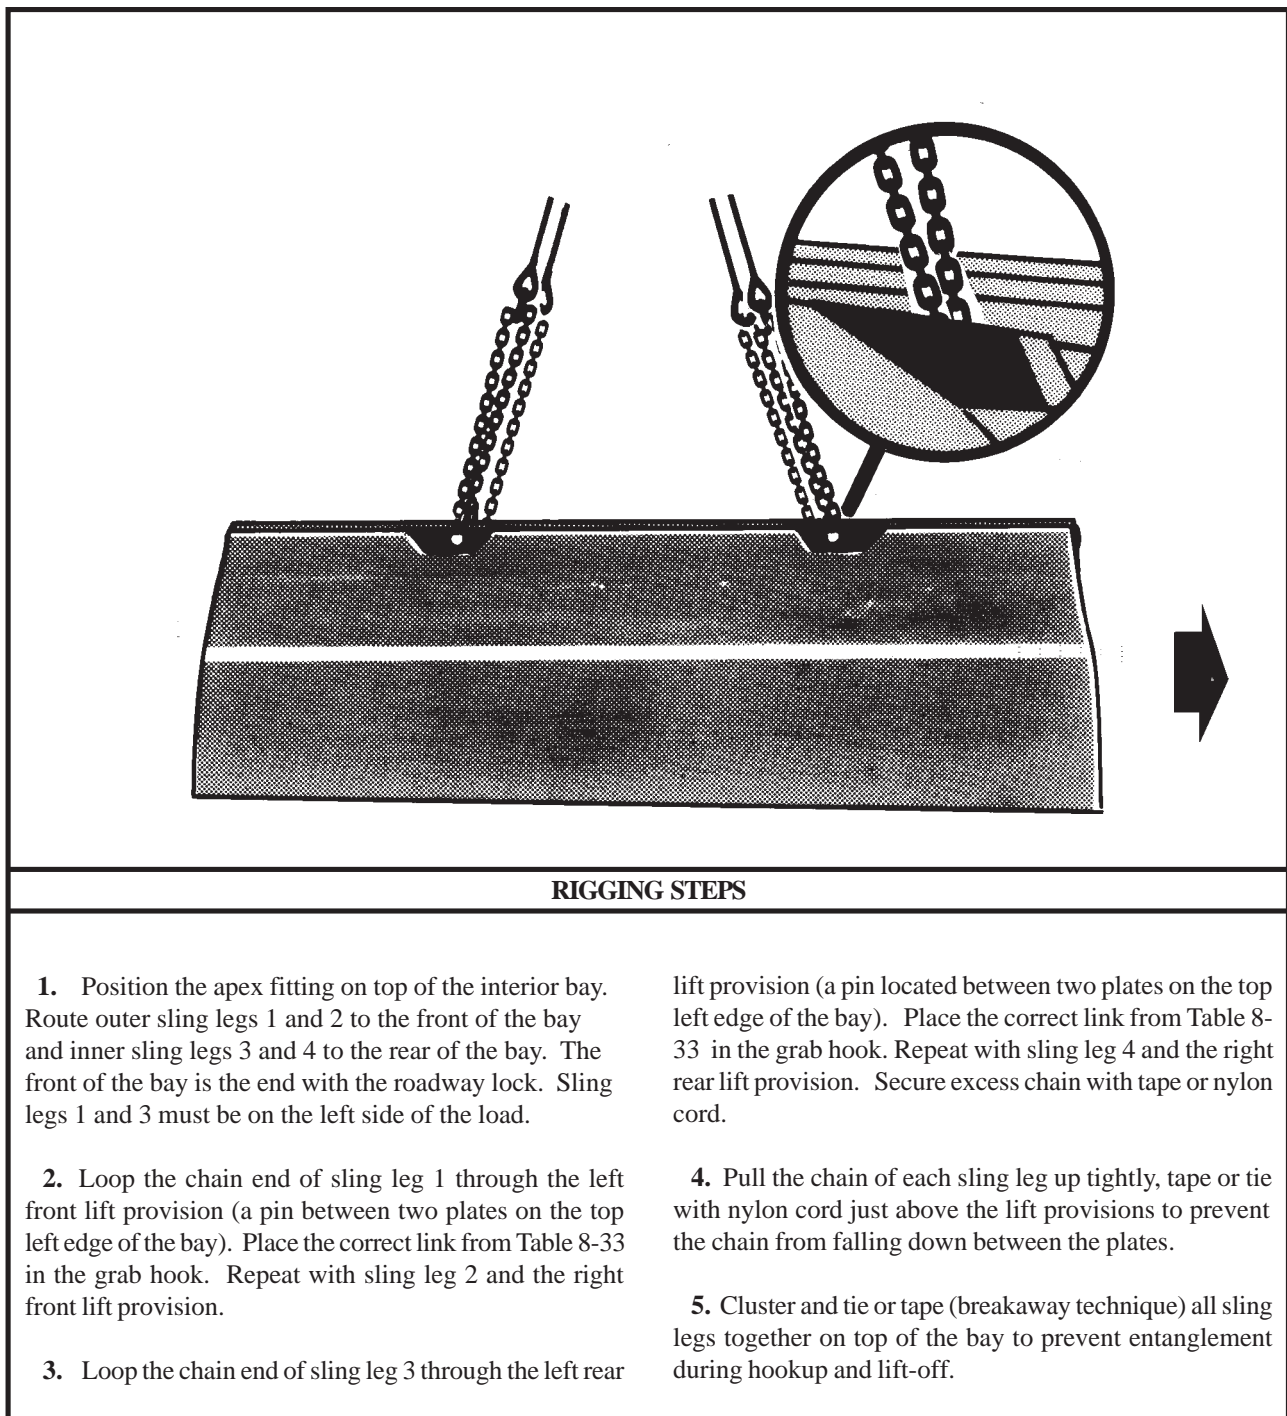 RIGGING STEPS
1. Position the apex fitting on top of the interior bay.
Route outer sling legs 1 and 2 to the front of the bay
and inner sling legs 3 and 4 to the rear of the bay. The
front of the bay is the end with the roadway lock. Sling
legs 1 and 3 must be on the left side of the load.
2. Loop the chain end of sling leg 1 through the left
front lift provision (a pin between two plates on the top
left edge of the bay). Place the correct link from Table 8-33
in the grab hook. Repeat with sling leg 2 and the right
front lift provision.
3. Loop the chain end of sling leg 3 through the left rear
lift provision (a pin located between two plates on the top
left edge of the bay). Place the correct link from Table 8-
33 in the grab hook. Repeat with sling leg 4 and the right
rear lift provision. Secure excess chain with tape or nylon
cord.
4. Pull the chain of each sling leg up tightly, tape or tie
with nylon cord just above the lift provisions to prevent
the chain from falling down between the plates.
5. Cluster and tie or tape (breakaway technique) all sling
legs together on top of the bay to prevent entanglement
during hookup and lift-off.